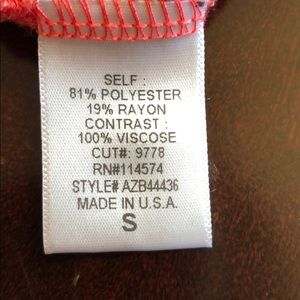 SELF :
81% POLYESTER
19% RAYON
CONTRAST :
100% VISCOSE
CUT#: 9778
RN#114574
STYLE# AZB44436
MADE IN U.S.A.
S